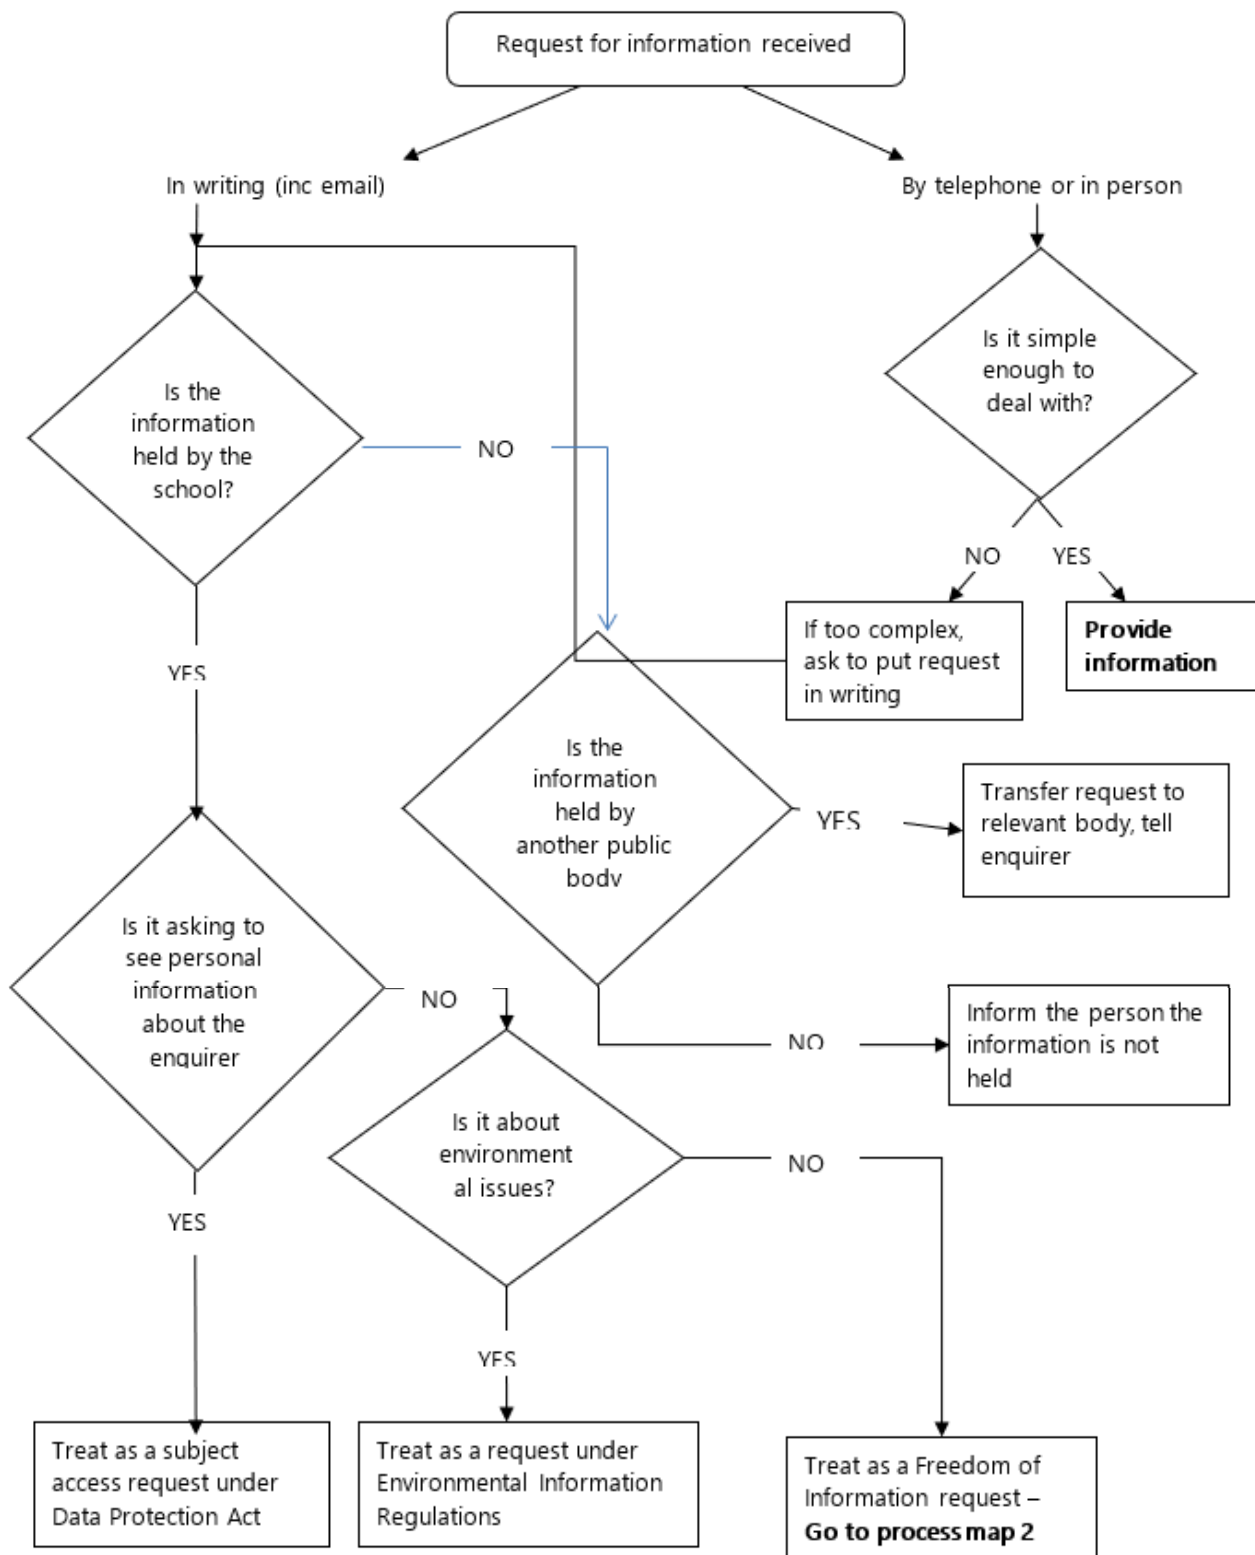 Request for information received
In writing (inc email)
By telephone or in person
Is it simple
enough to
deal with?
Is the
information
held by the
school?
NO
NO
YES
If too complex,
ask to put request
in writing
Provide
information
YES
Is the
information
held by
another public
body
YES
Transfer request to
relevant body, tell
enquirer
Is it asking to
see personal
information
about the
enquirer
NO
NO
Inform the person the
information is not
held
Is it about
environment
al issues?
NO
YES
YES
Treat as a subject
access request under
Data Protection Act
Treat as a request under
Environmental Information
Regulations
Treat as a Freedom of
Information request –
Go to process map 2